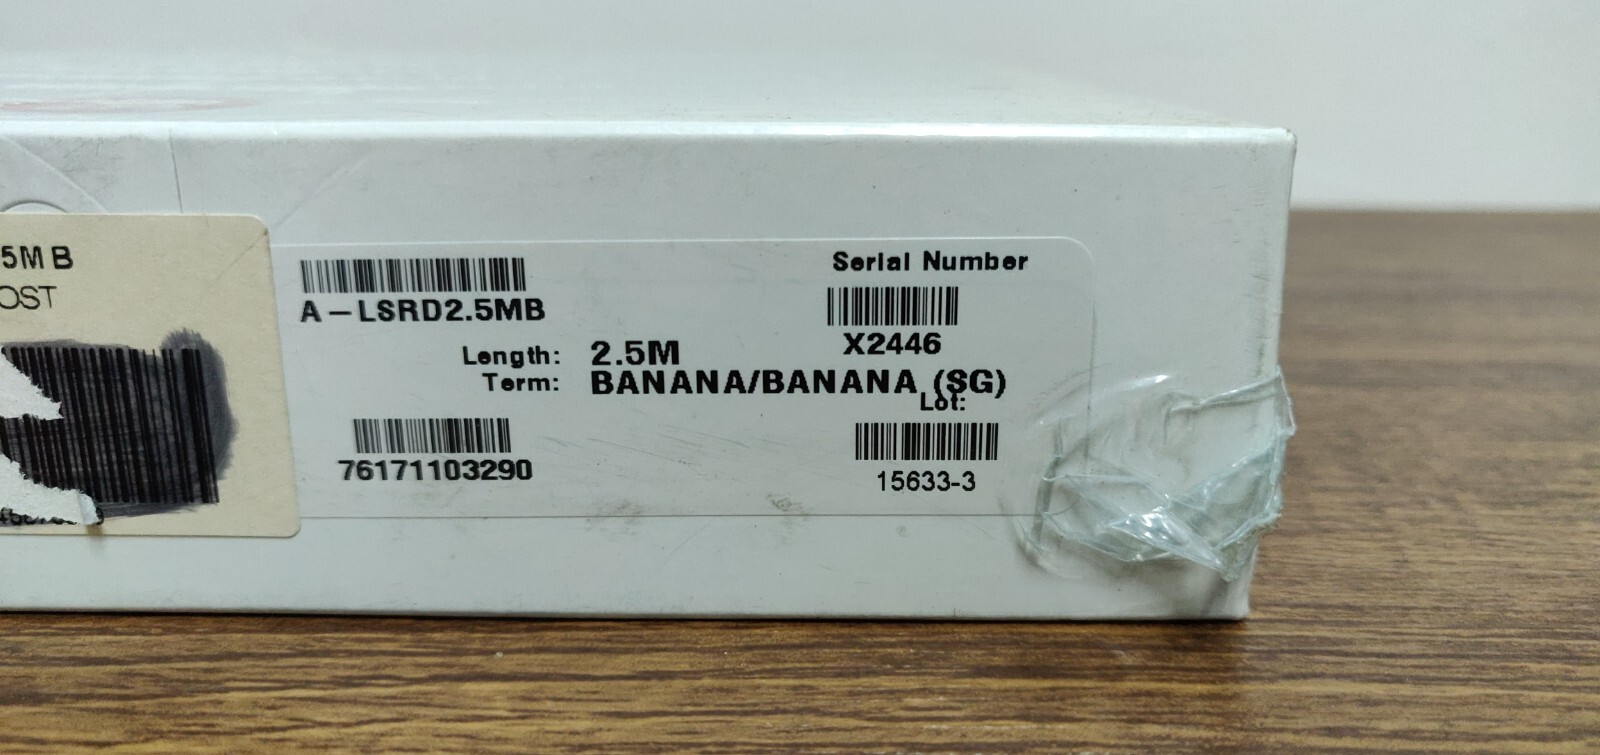 5M B
OST
A-LSRD2.5MB
Serial Number
X2446
Length: 2.5M
Term: BANANA/BANANA (SG)
Lot:
76171103290
15633-3